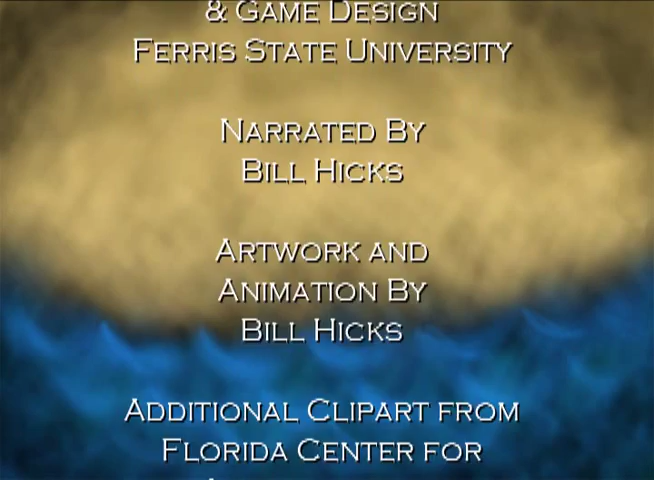 & Game Design
Ferris State University
Narrated By
Bill Hicks
Artwork and
Animation By
Bill Hicks
Additional Clipart from
Florida Center for